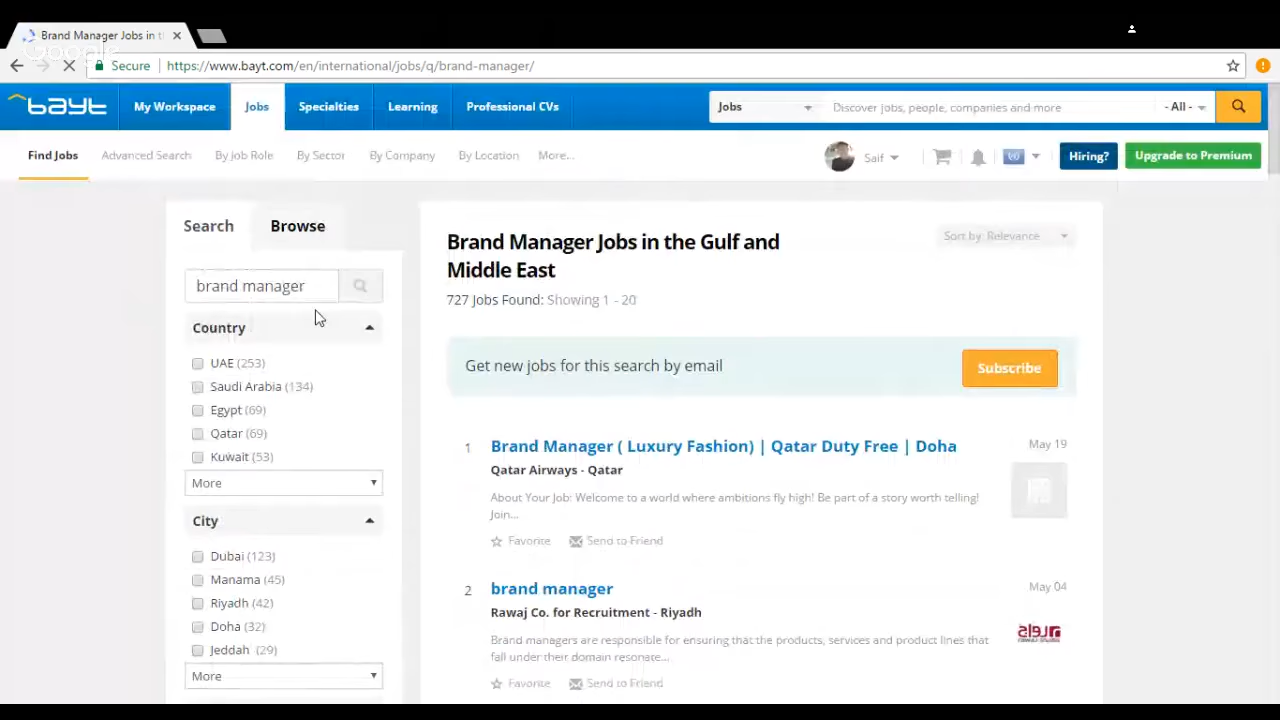 Brand Manager Jobs in t
Google
Secure
https://www.bayt.com/en/international/jobs/q/brand-manager/
bayt
My Workspace
Jobs
Specialties
Learning
Professional CVs
Jobs
Discover jobs, people, companies and more
- All -
Find Jobs
Advanced Search
By Job Role
By Sector
By Company
By Location
More...
Saif
Hiring?
Upgrade to Premium
Search
Browse
brand manager
Country
UAE (253)
Saudi Arabia (134)
Egypt (69)
Qatar (69)
Kuwait (53)
More
City
Dubai (123)
Manama (45)
Riyadh (42)
Doha (32)
Jeddah (29)
More
Brand Manager Jobs in the Gulf and
Middle East
Sort by: Relevance
727 Jobs Found: Showing 1 - 20
Get new jobs for this search by email
Subscribe
1
Brand Manager ( Luxury Fashion) | Qatar Duty Free | Doha
May 19
Qatar Airways - Qatar
About Your Job: Welcome to a world where ambitions fly high! Be part of a story worth telling!
Join...
Favorite
Send to Friend
2
brand manager
May 04
Rawaj Co. for Recruitment - Riyadh
Brand managers are responsible for ensuring that the products, services and product lines that
fall under their domain resonate...
Favorite
Send to Friend